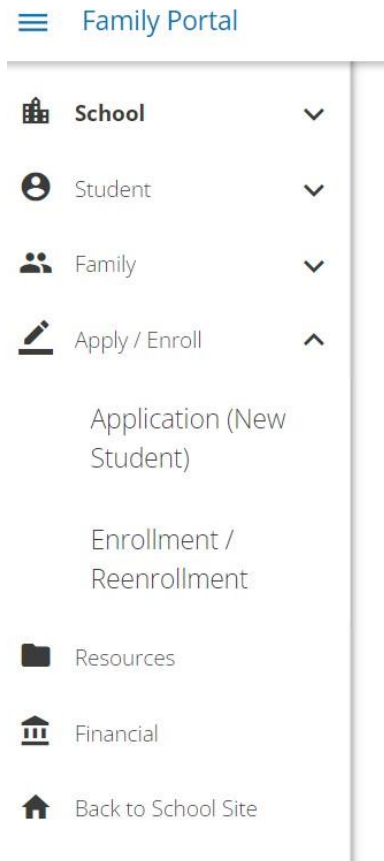 Family Portal
School
Student
Family
Apply / Enroll
Application (New
Student)
Enrollment /
Reenrollment
Resources
Financial
Back to School Site